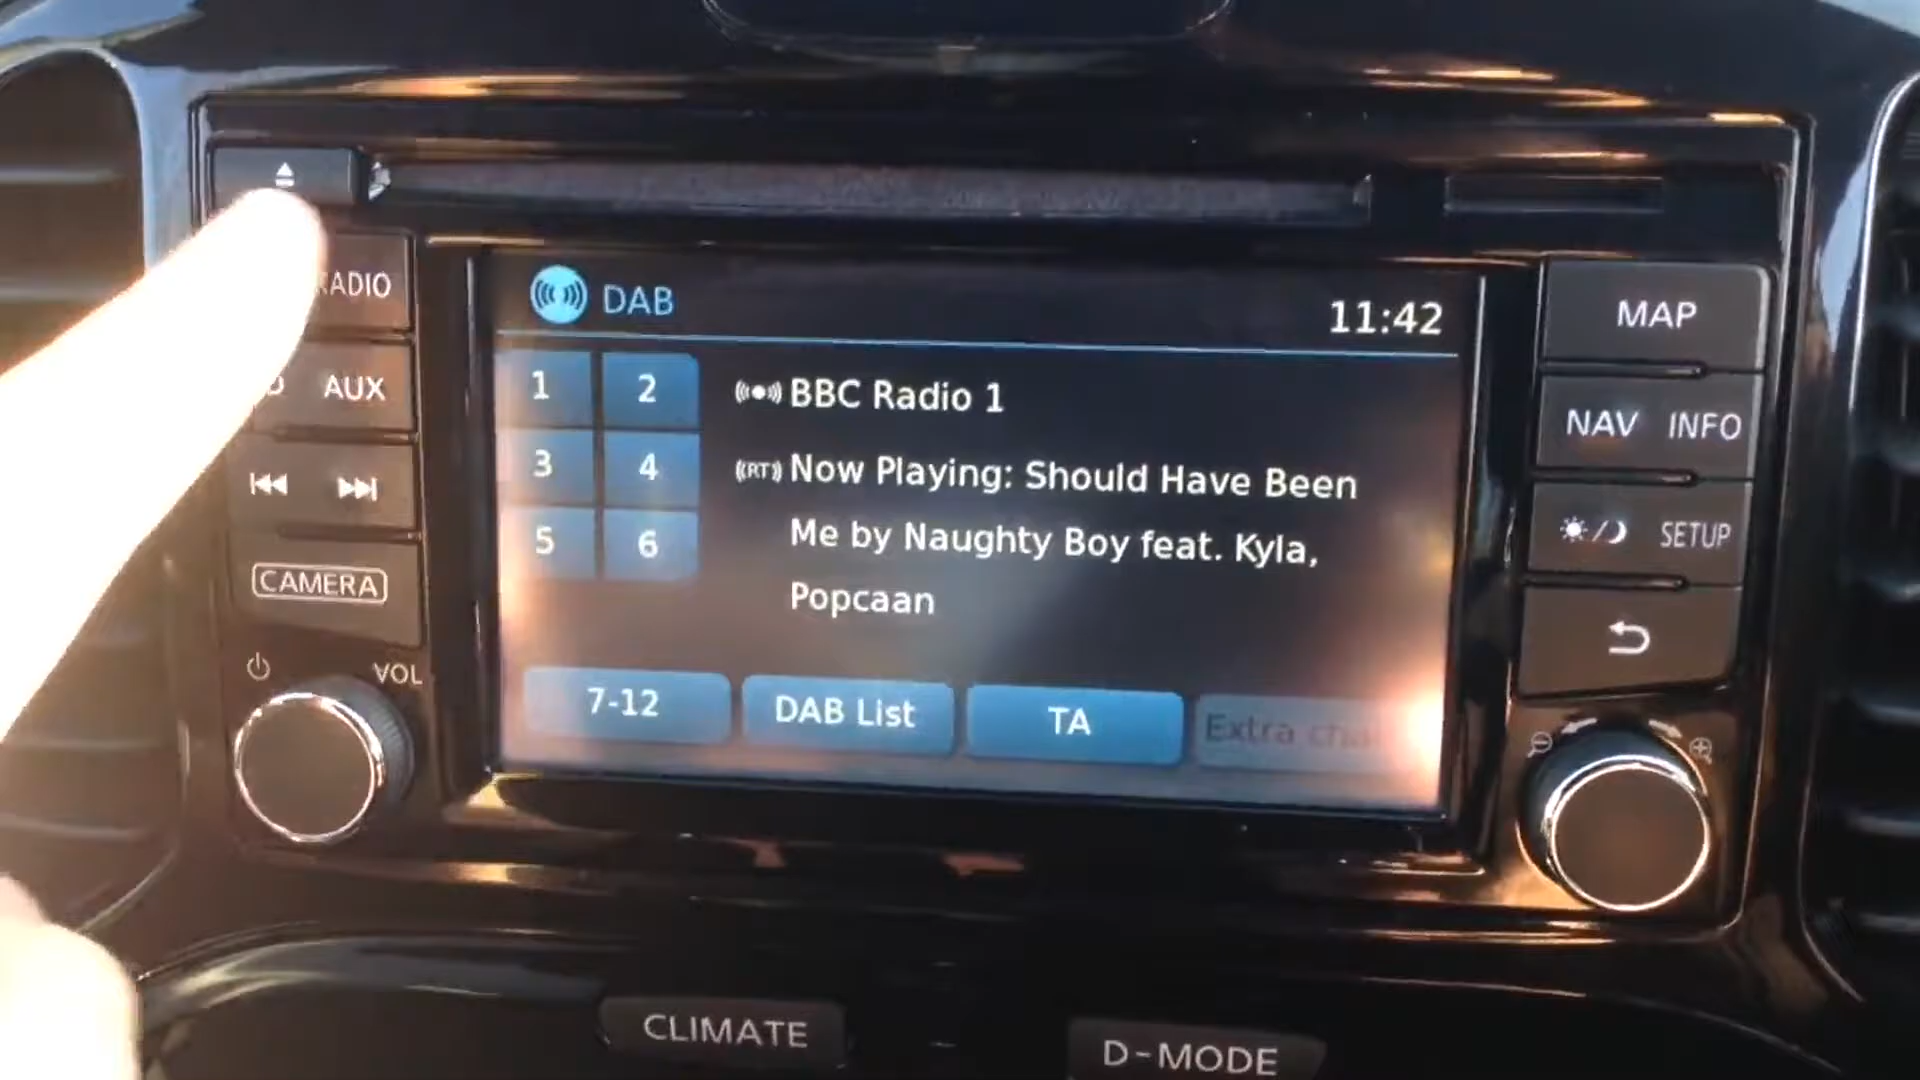 RADIO
AUX
CAMERA
VOL
DAB
11:42
1 2
3 4
5 6
BBC Radio 1
RT Now Playing: Should Have Been
Me by Naughty Boy feat. Kyla,
Popcaan
7-12
DAB List
TA
Extra
MAP
NAV INFO
SETUP
CLIMATE
D-MODE